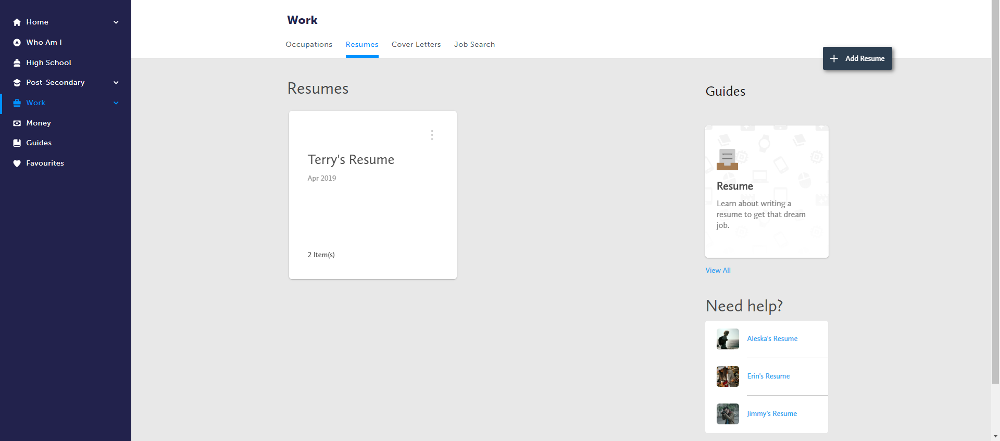 Home
Who Am I
High School
Post-Secondary
Work
Money
Guides
Favourites
Work
Occupations Resumes Cover Letters Job Search
Add Resume
Resumes
Terry's Resume
Apr 2019
2 Item(s)
Guides
Resume
Learn about writing a
resume to get that dream
job.
View All
Need help?
Aleska's Resume
Erin's Resume
Jimmy's Resume